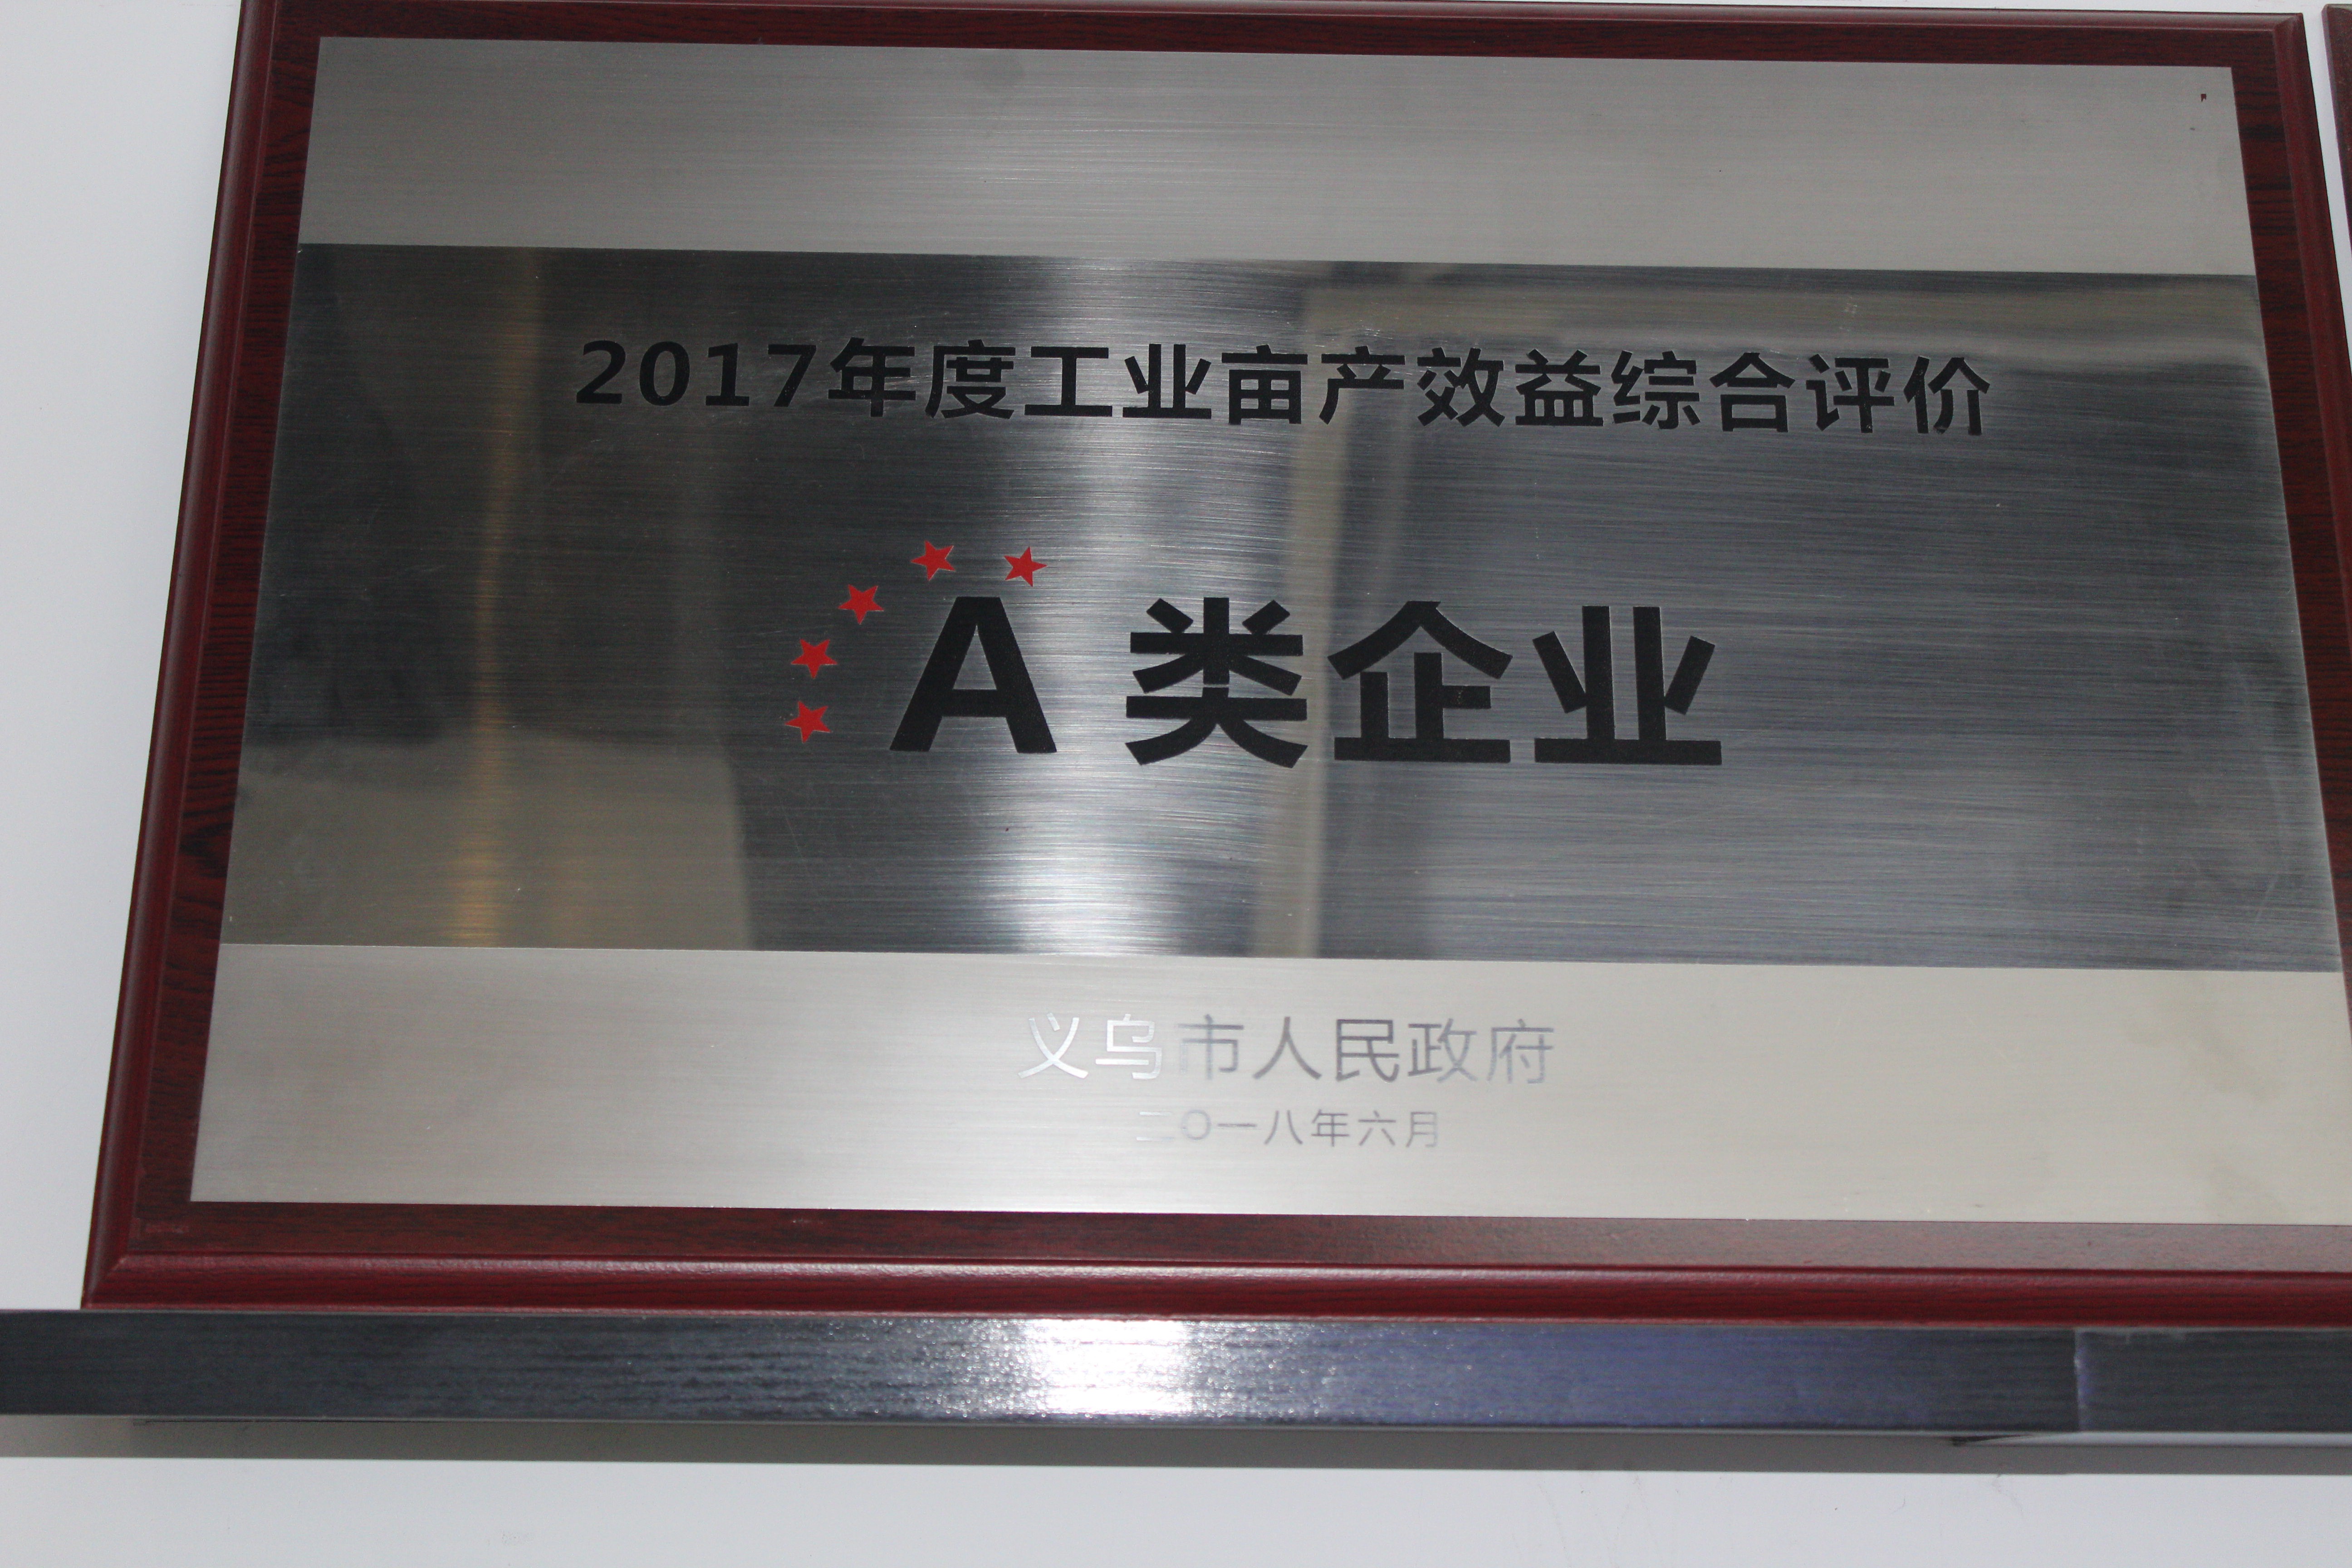 2017年度工业亩产效益综合评价
A 类企业
义乌市人民政府
二〇一八年六月